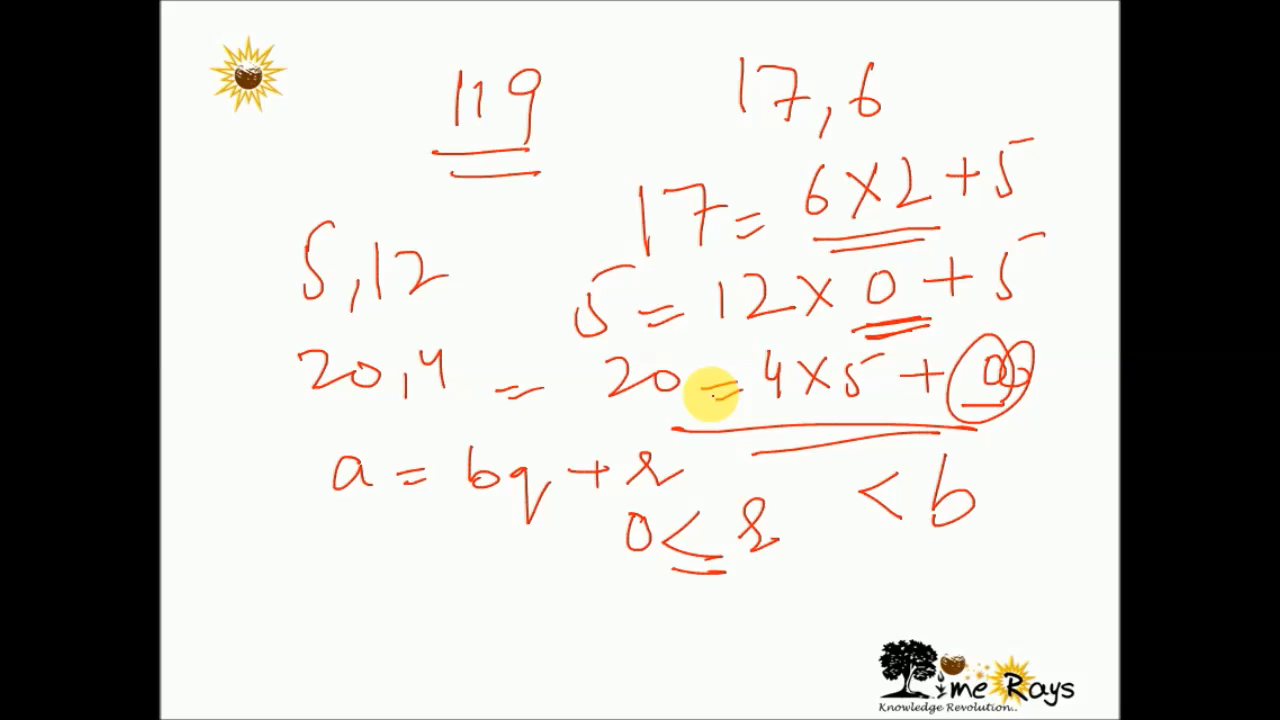 119
17,6
17 = 6 X 2 + 5
5,12
5 = 12 X 0 + 5
20,4 = 20 = 4 X 5 + 0
a = bq + r
0 ≤ r < b
Time Rays
Knowledge Revolution..